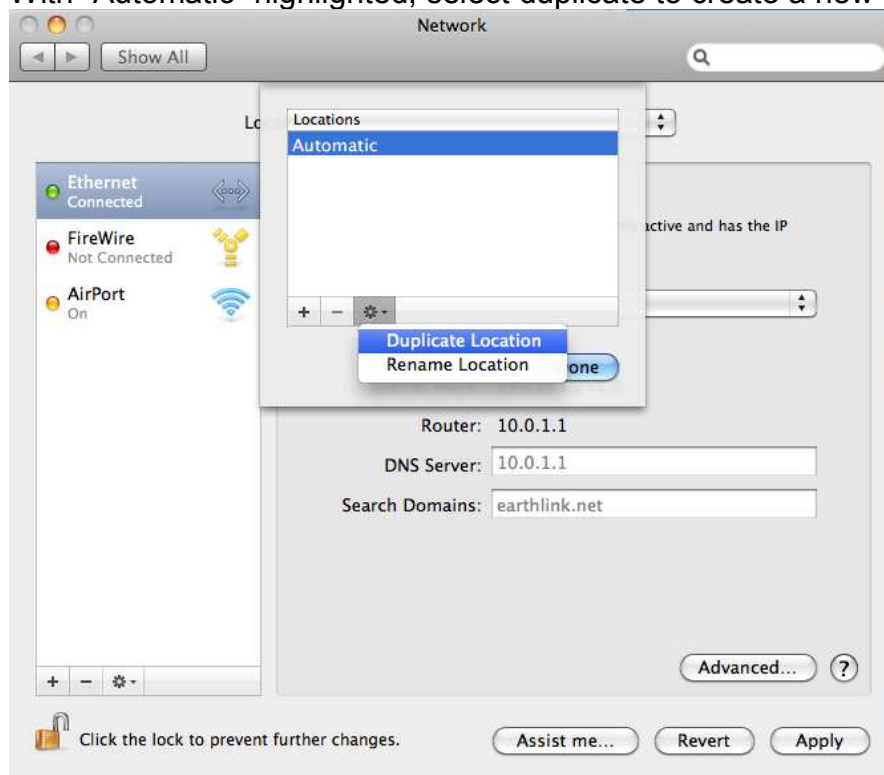 With "Automatic" highlighted, select duplicate to create a new
Network
Show All
Locations
Automatic
Ethernet
Connected
FireWire
Not Connected
AirPort
On
active and has the IP
Duplicate Location
Rename Location
one
Router: 10.0.1.1
DNS Server: 10.0.1.1
Search Domains: earthlink.net
Advanced... ?
Click the lock to prevent further changes.
Assist me...
Revert
Apply